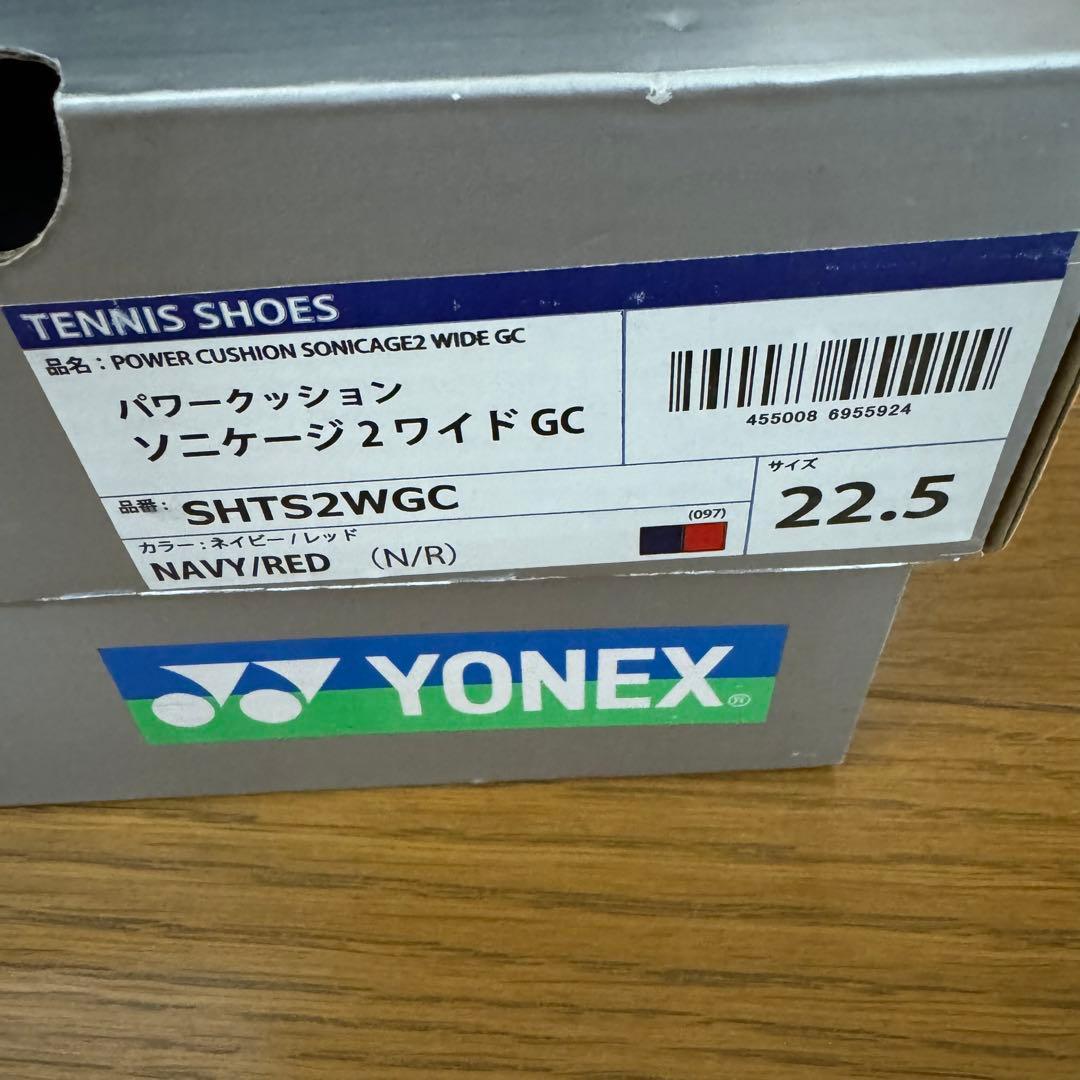 TENNIS SHOES
品名：POWER CUSHION SONICAGE2 WIDE GC
パワークッション
ソニケージ2ワイドGC
455008 6955924
品番：SHTS2WGC
サイズ
22.5
カラー：ネイビー/レッド
(097)
NAVY/RED （N/R）
YONEX®